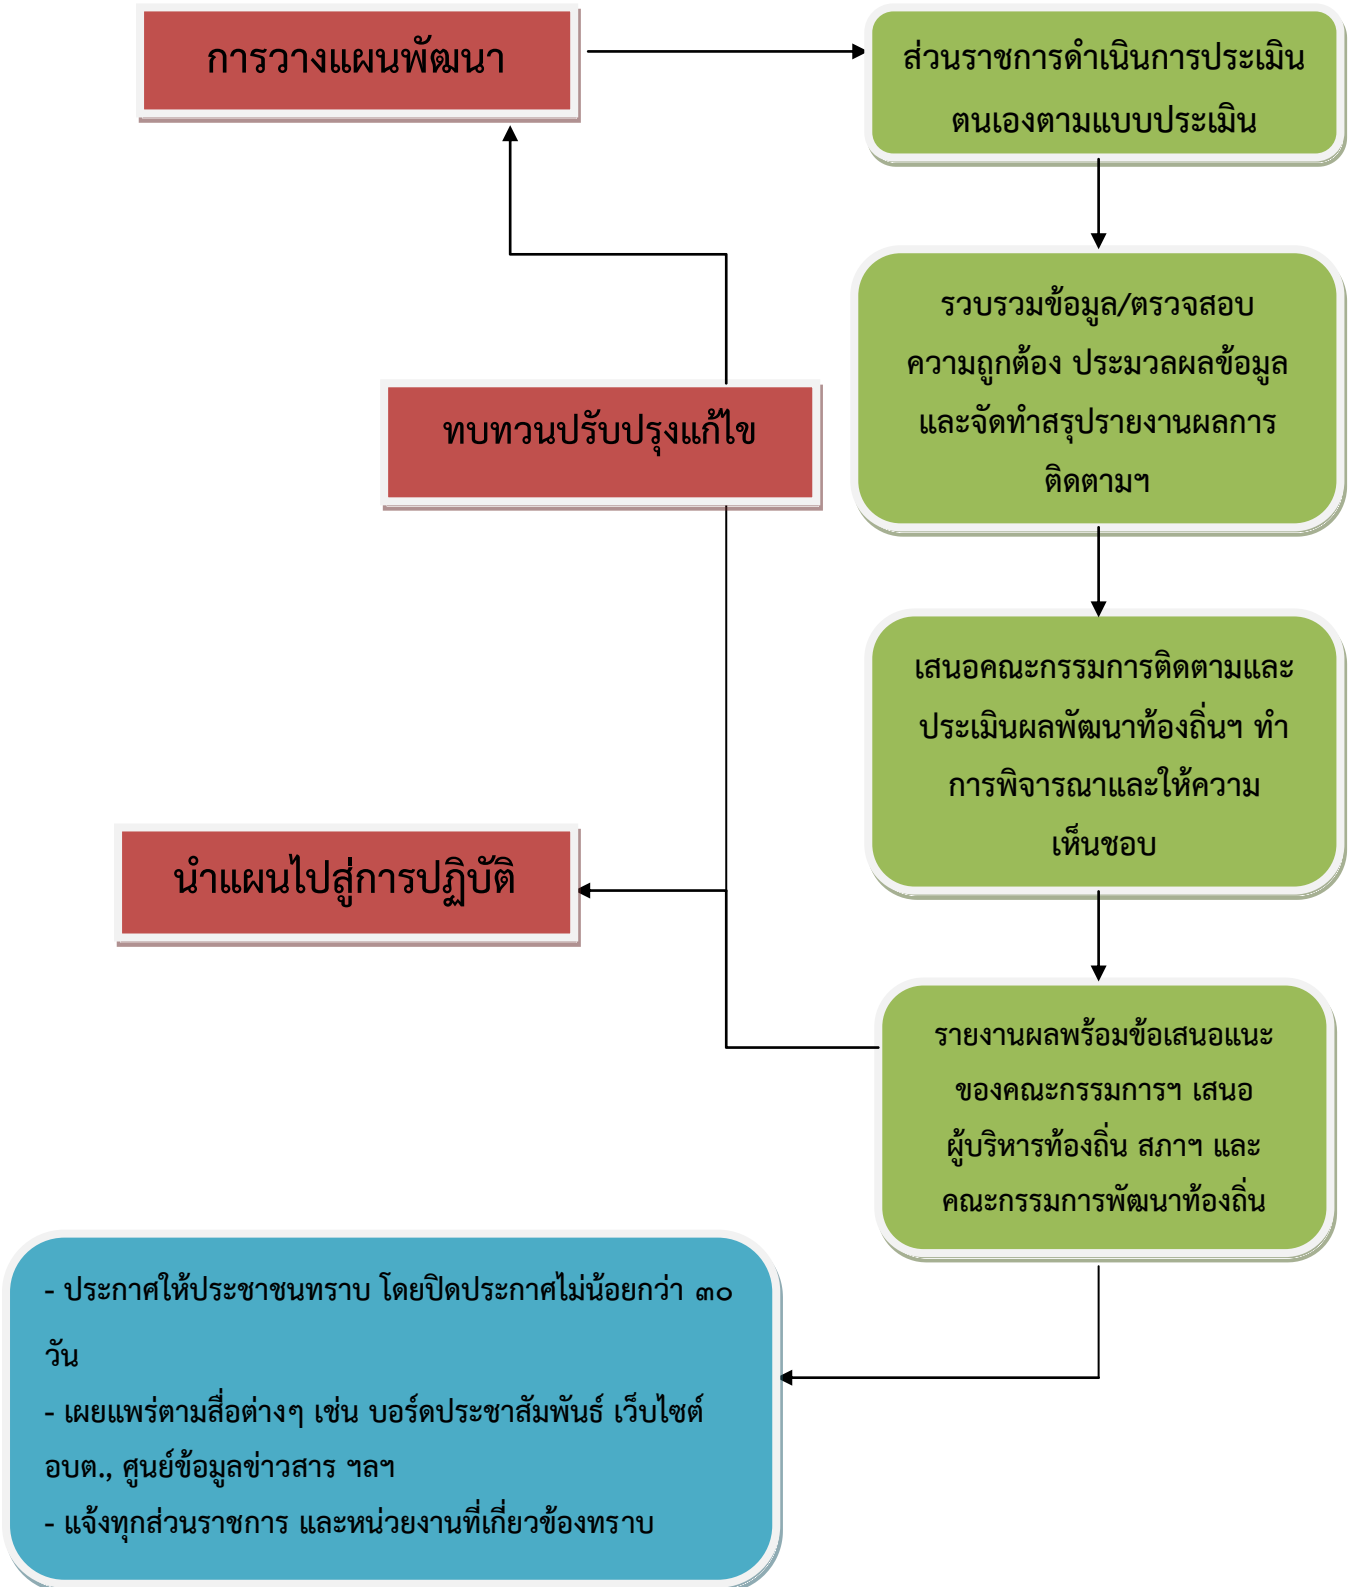 การวางแผนพัฒนา
ส่วนราชการดำเนินการประเมิน
ตนเองตามแบบประเมิน
รวบรวมข้อมูล/ตรวจสอบ
ความถูกต้อง ประมวลผลข้อมูล
และจัดทำสรุปรายงานผลการ
ติดตามฯ
ทบทวนปรับปรุงแก้ไข
เสนอคณะกรรมการติดตามและ
ประเมินผลพัฒนาท้องถิ่นฯ ทำ
การพิจารณาและให้ความ
เห็นชอบ
นำแผนไปสู่การปฏิบัติ
รายงานผลพร้อมข้อเสนอแนะ
ของคณะกรรมการฯ เสนอ
ผู้บริหารท้องถิ่น สภาฯ และ
คณะกรรมการพัฒนาท้องถิ่น
- ประกาศให้ประชาชนทราบ โดยปิดประกาศไม่น้อยกว่า ๓๐
วัน
- เผยแพร่ตามสื่อต่างๆ เช่น บอร์ดประชาสัมพันธ์ เว็บไซต์
อบต., ศูนย์ข้อมูลข่าวสาร ฯลฯ
- แจ้งทุกส่วนราชการ และหน่วยงานที่เกี่ยวข้องทราบ